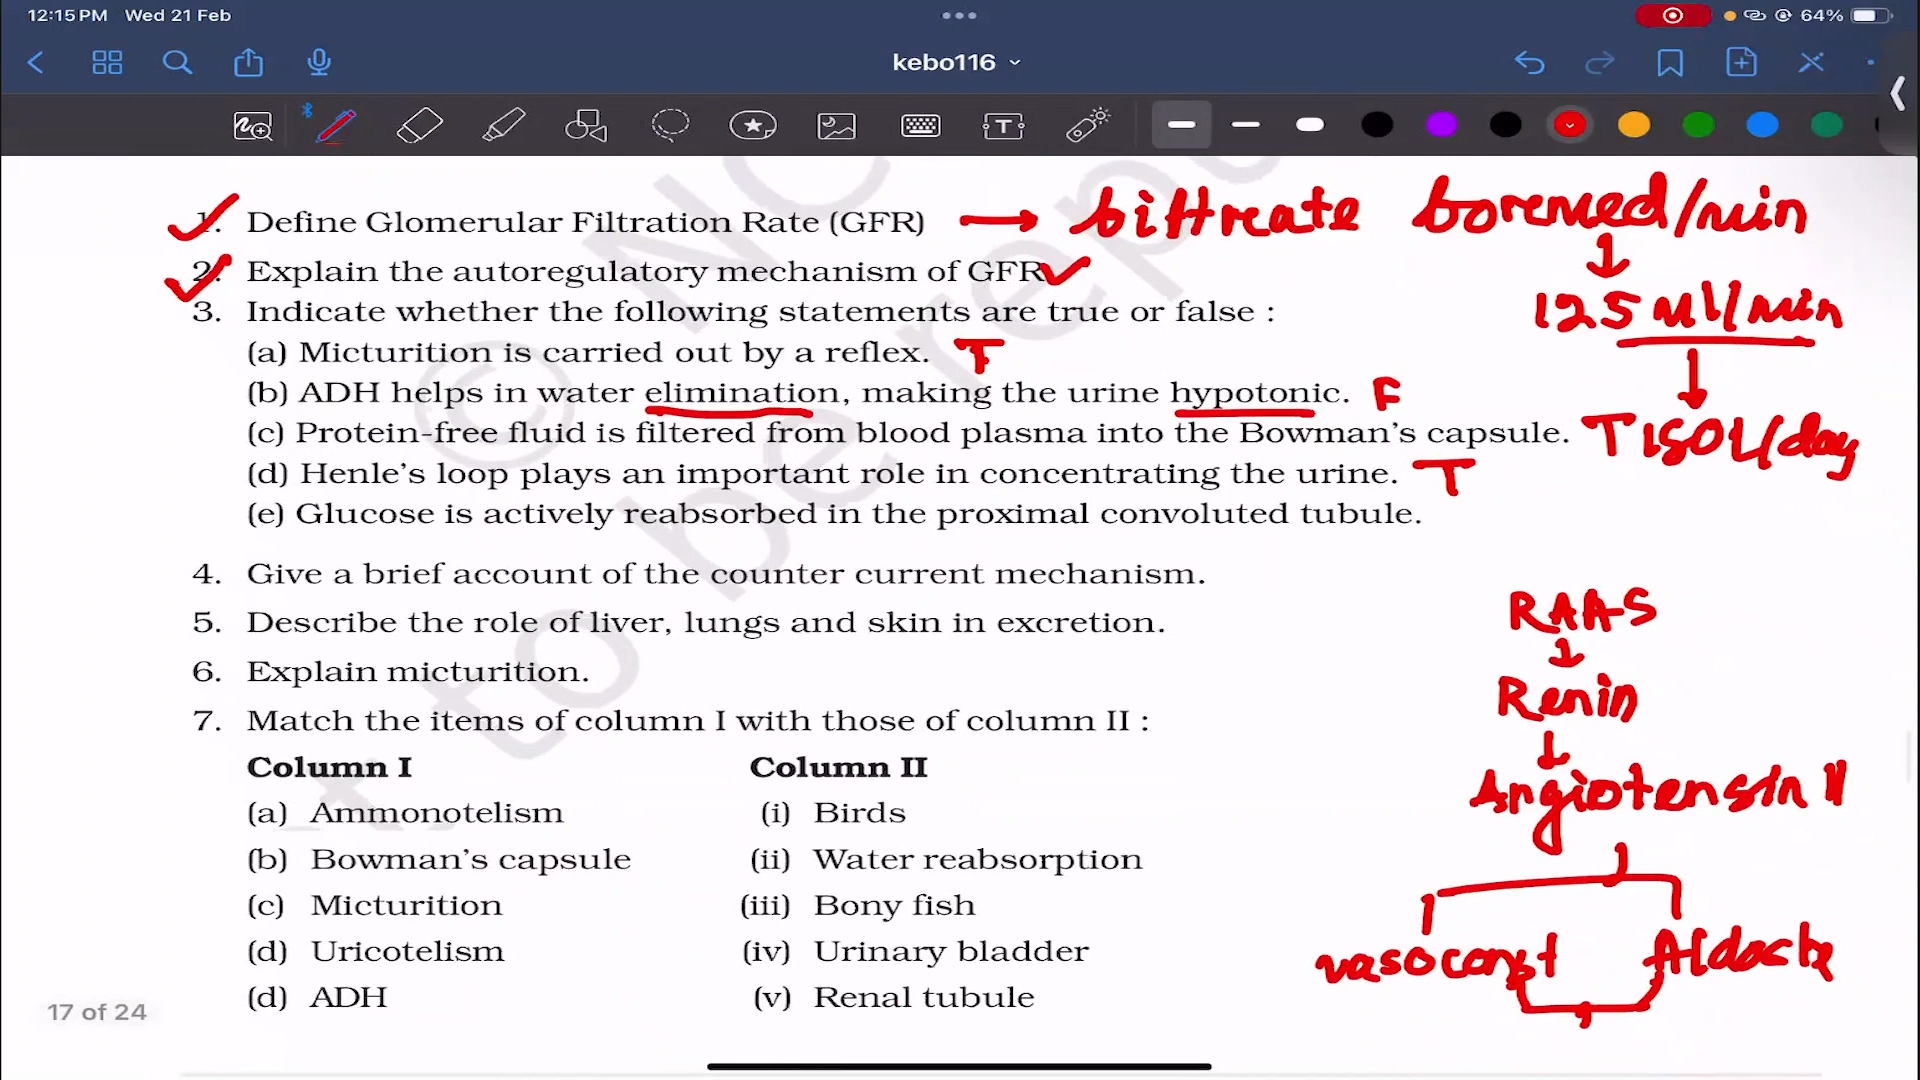 12:15 PM Wed 21 Feb
64%
kebo116
1. Define Glomerular Filtration Rate (GFR) → /min
2. Explain the autoregulatory mechanism of GFR
125 Ml/min
3. Indicate whether the following statements are true or false :
(a) Micturition is carried out by a reflex. T
(b) ADH helps in water elimination, making the urine hypotonic. F
(c) Protein-free fluid is filtered from blood plasma into the Bowman's capsule. T
150L/day
(d) Henle's loop plays an important role in concentrating the urine. T
(e) Glucose is actively reabsorbed in the proximal convoluted tubule.
4. Give a brief account of the counter current mechanism.
5. Describe the role of liver, lungs and skin in excretion.
6. Explain micturition.
7. Match the items of column I with those of column II :
Column I Column II
(a) Ammonotelism (i) Birds
(b) Bowman's capsule (ii) Water reabsorption
(c) Micturition (iii) Bony fish
(d) Uricotelism (iv) Urinary bladder
(d) ADH (v) Renal tubule
RAAS
Renin
Angiotensin II
vasoconst
17 of 24